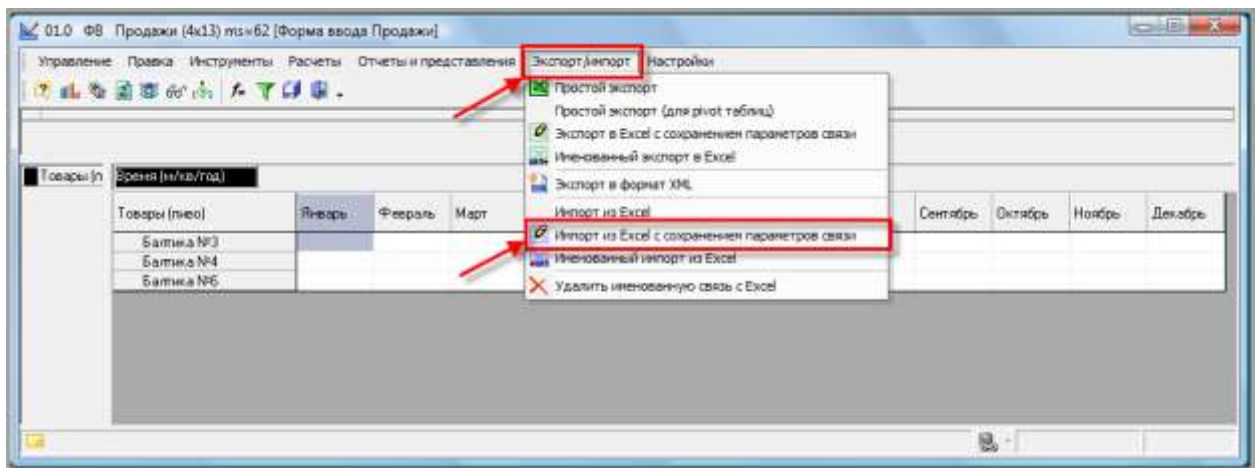 01.0 ФВ Продажи (4x13) msv62 [Форма ввода Продажи]
Управление Правка Инструменты Расчеты Отчеты и представления Экспорт/импорт Настройки
Простой экспорт
Простой экспорт (для pivot таблиц)
Экспорт в Excel с сохранением параметров связи
Именованный экспорт в Excel
Экспорт в формат XML
Импорт из Excel
Импорт из Excel с сохранением параметров связи
Именованный импорт из Excel
Удалить именованную связь с Excel
Товары (п Время (м/кв/год)
Товары (пиво) Январь Февраль Март Сентябрь Октябрь Ноябрь Декабрь
Балтика №3
Балтика №4
Балтика №6